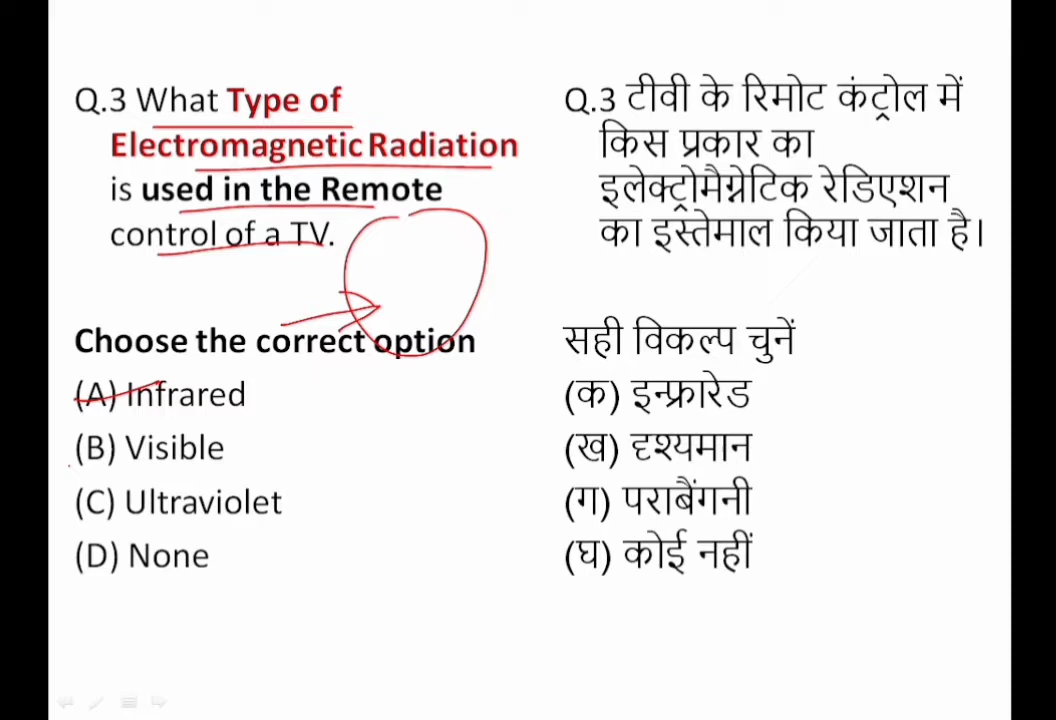 Q.3 What Type of
Electromagnetic Radiation
is used in the Remote
control of a TV.
Choose the correct option
(A) Infrared
(B) Visible
(C) Ultraviolet
(D) None
Q.3 टीवी के रिमोट कंट्रोल में
किस प्रकार का
इलेक्ट्रोमैग्नेटिक रेडिएशन
का इस्तेमाल किया जाता है।
सही विकल्प चुनें
(क) इन्फ्रारेड
(ख) दृश्यमान
(ग) पराबैंगनी
(घ) कोई नहीं